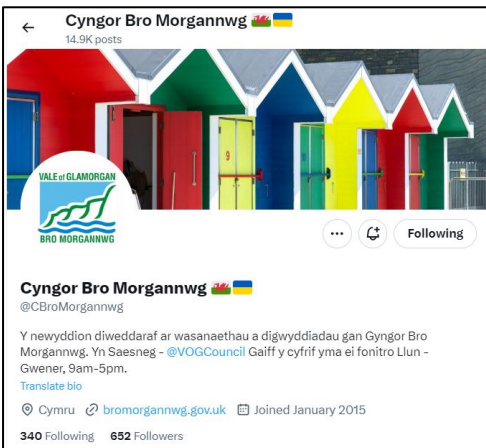 Cyngor Bro Morgannwg 🏴󠁧󠁢󠁷󠁬󠁳󠁿🇺🇦
14.9K posts
9
VALE of GLAMORGAN
BRO MORGANNWG
Following
Cyngor Bro Morgannwg 🏴󠁧󠁢󠁷󠁬󠁳󠁿🇺🇦
@CBroMorgannwg
Y newyddion diweddaraf ar wasanaethau a digwyddiadau gan Gyngor Bro
Morgannwg. Yn Saesneg - @VOGCouncil Gaiff y cyfrif yma ei fonitro Llun -
Gwener, 9am-5pm.
Translate bio
Cymru bromorgannwg.gov.uk Joined January 2015
340 Following 652 Followers